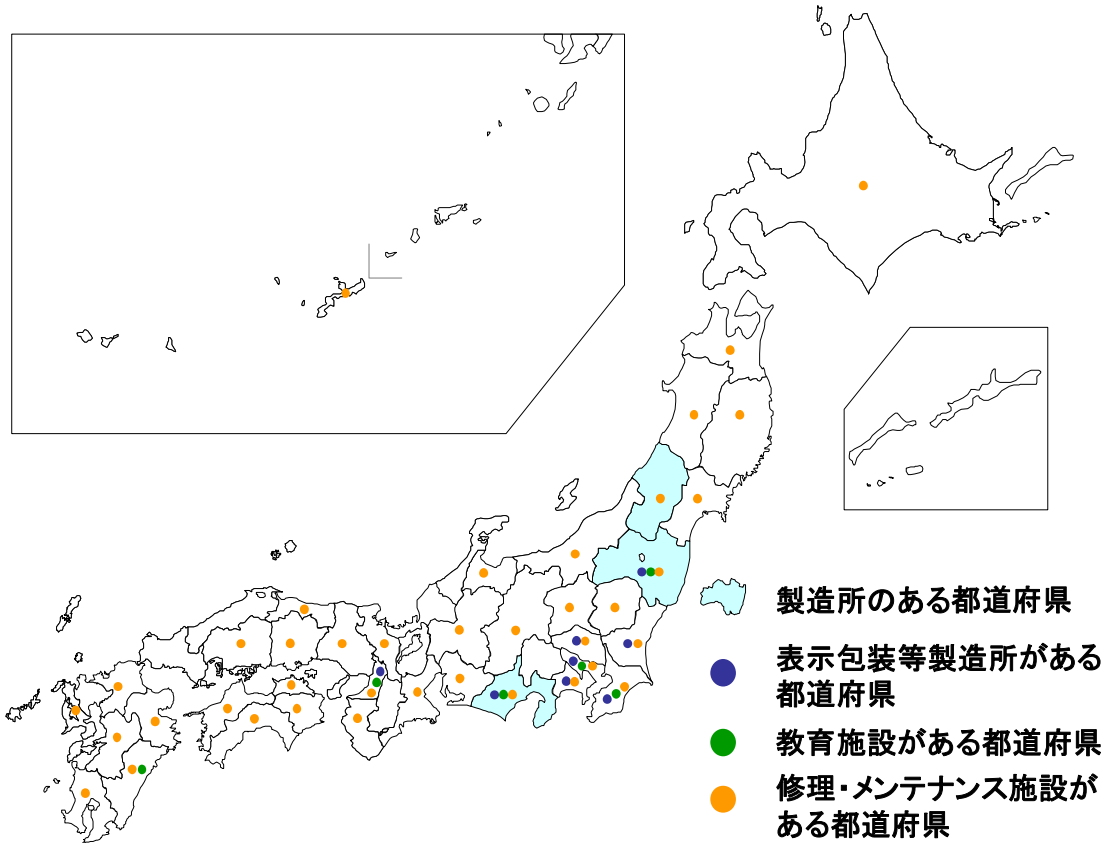 製造所のある都道府県
表示包装等製造所がある
都道府県
教育施設がある都道府県
修理・メンテナンス施設が
ある都道府県